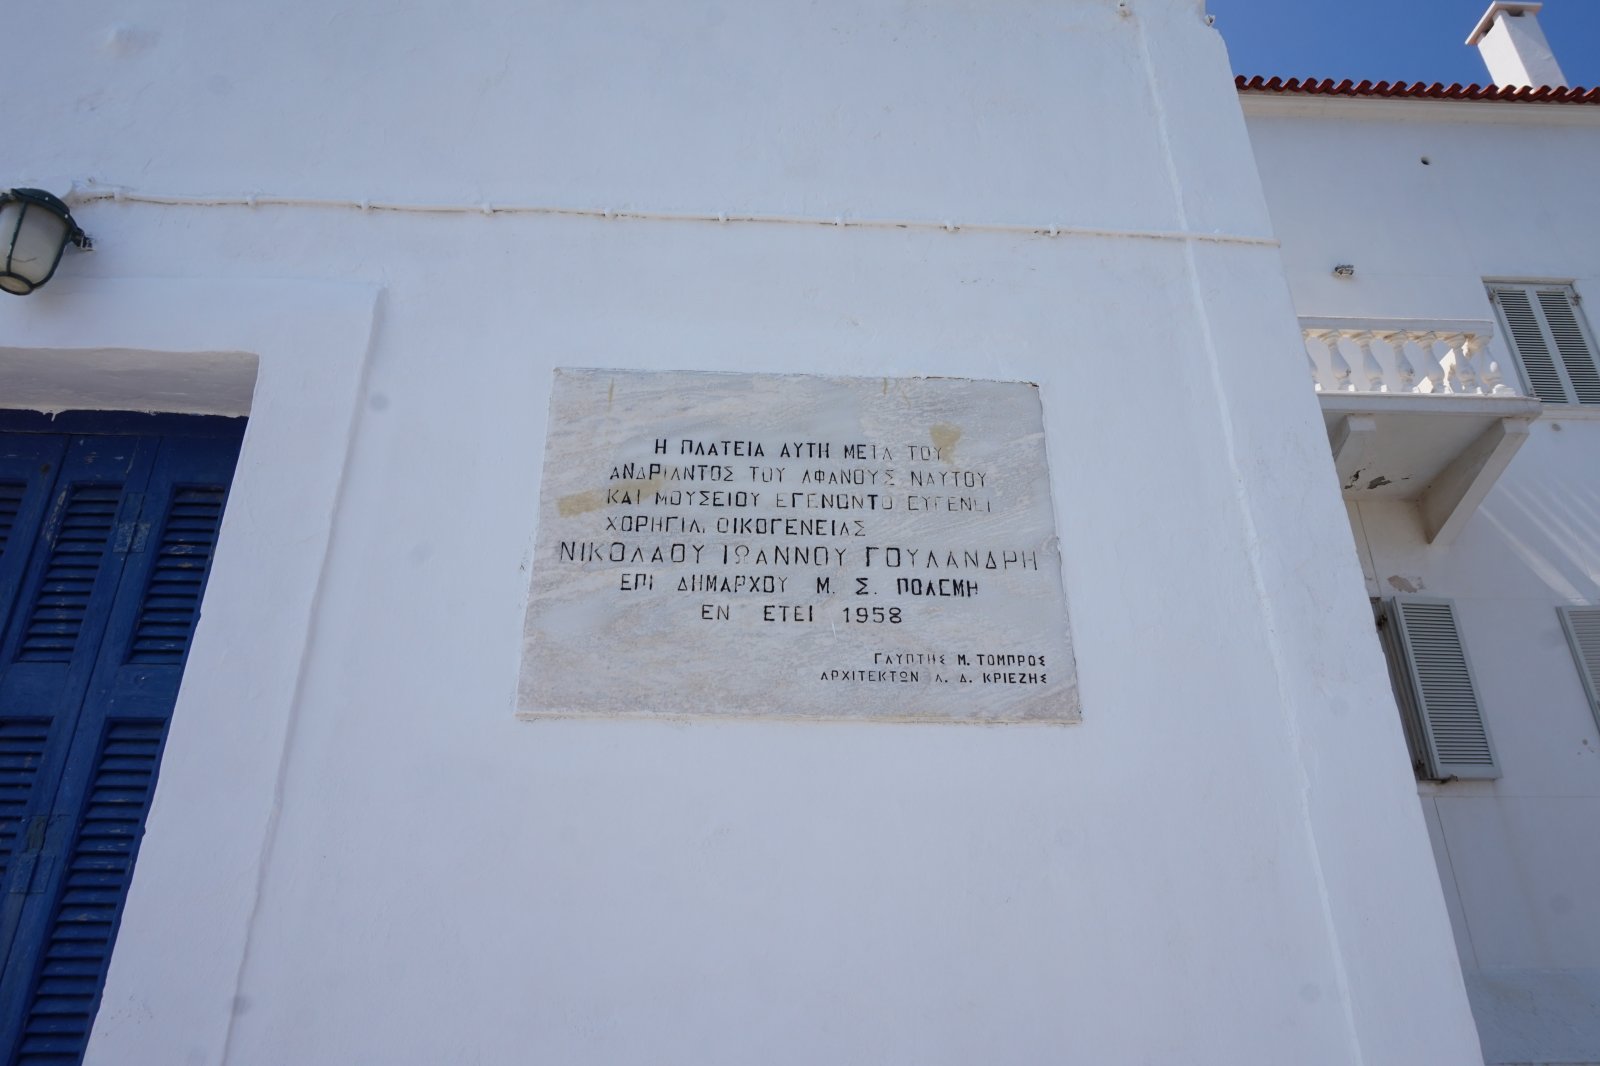 Η ΠΛΑΤΕΙΑ ΑΥΤΗ ΜΕΤΑ ΤΟΥ
ΑΝΔΡΙΑΝΤΟΣ ΤΟΥ ΑΦΑΝΟΥΣ ΝΑΥΤΟΥ
ΚΑΙ ΜΟΥΣΕΙΟΥ ΕΓΕΝΟΝΤΟ ΕΥΓΕΝΕΙ
ΧΟΡΗΓΙΑι ΟΙΚΟΓΕΝΕΙΑΣ
ΝΙΚΟΛΑΟΥ ΙΩΑΝΝΟΥ ΓΟΥΛΑΝΔΡΗ
ΕΠΙ ΔΗΜΑΡΧΟΥ Μ. Σ. ΠΟΛΕΜΗ
ΕΝ ΕΤΕΙ 1958
ΓΛΥΠΤΗΣ Μ. ΤΟΜΠΡΟΣ
ΑΡΧΙΤΕΚΤΩΝ Α. Δ. ΚΡΙΕΖΗΣ